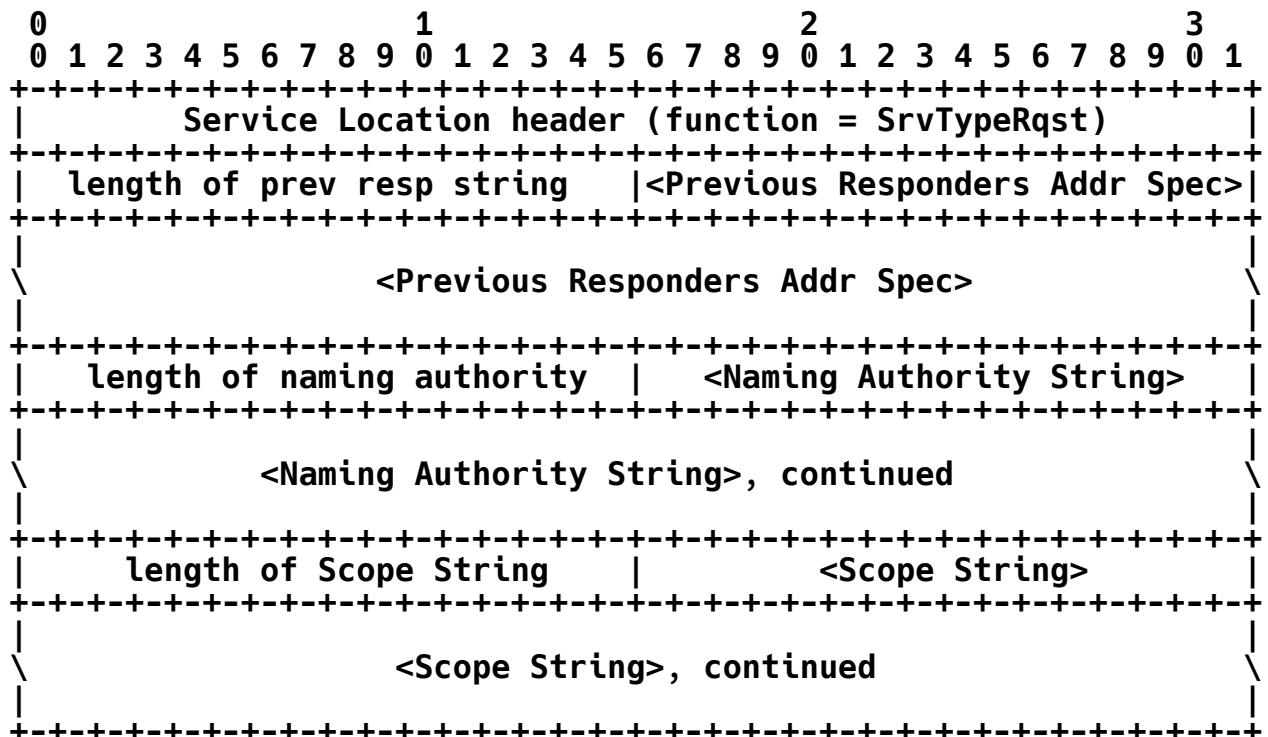 0                   1                   2                   3
 0 1 2 3 4 5 6 7 8 9 0 1 2 3 4 5 6 7 8 9 0 1 2 3 4 5 6 7 8 9 0 1
+-+-+-+-+-+-+-+-+-+-+-+-+-+-+-+-+-+-+-+-+-+-+-+-+-+-+-+-+-+-+-+-+
|        Service Location header (function = SrvTypeRqst)       |
+-+-+-+-+-+-+-+-+-+-+-+-+-+-+-+-+-+-+-+-+-+-+-+-+-+-+-+-+-+-+-+-+
|  length of prev resp string   |<Previous Responders Addr Spec>|
+-+-+-+-+-+-+-+-+-+-+-+-+-+-+-+-+-+-+-+-+-+-+-+-+-+-+-+-+-+-+-+-+
|                                                               |
\                  <Previous Responders Addr Spec>              \
|                                                               |
+-+-+-+-+-+-+-+-+-+-+-+-+-+-+-+-+-+-+-+-+-+-+-+-+-+-+-+-+-+-+-+-+
|   length of naming authority  |   <Naming Authority String>   |
+-+-+-+-+-+-+-+-+-+-+-+-+-+-+-+-+-+-+-+-+-+-+-+-+-+-+-+-+-+-+-+-+
|                                                               |
\            <Naming Authority String>, continued               \
|                                                               |
+-+-+-+-+-+-+-+-+-+-+-+-+-+-+-+-+-+-+-+-+-+-+-+-+-+-+-+-+-+-+-+-+
|     length of Scope String    |         <Scope String>        |
+-+-+-+-+-+-+-+-+-+-+-+-+-+-+-+-+-+-+-+-+-+-+-+-+-+-+-+-+-+-+-+-+
|                                                               |
\                   <Scope String>, continued                   \
|                                                               |
+-+-+-+-+-+-+-+-+-+-+-+-+-+-+-+-+-+-+-+-+-+-+-+-+-+-+-+-+-+-+-+-+